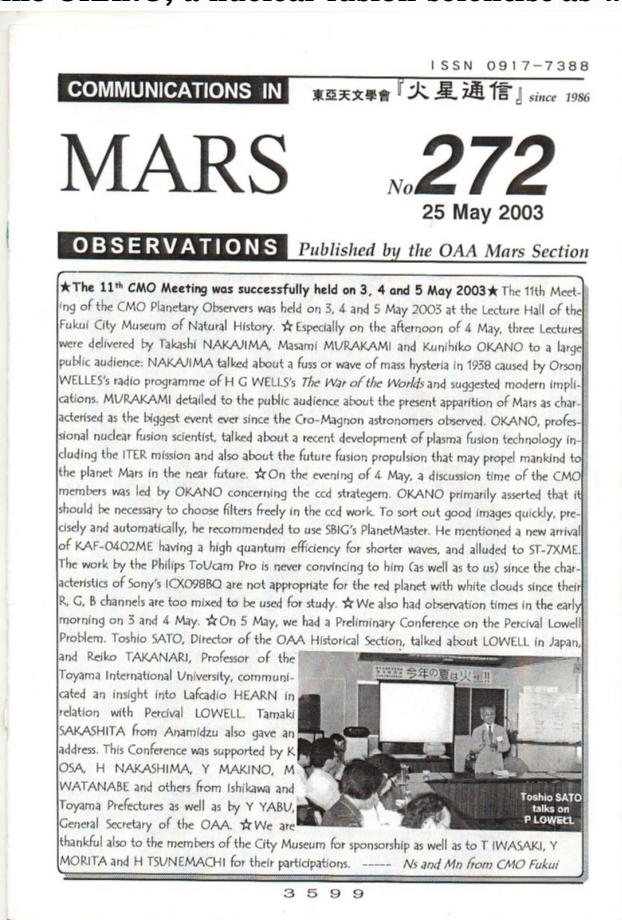 ISSN 0917-7388
COMMUNICATIONS IN
東亞天文學會『火星通信』since 1986
MARS
No 272
25 May 2003
OBSERVATIONS Published by the OAA Mars Section
★The 11th CMO Meeting was successfully held on 3, 4 and 5 May 2003★ The 11th Meet-
ing of the CMO Planetary Observers was held on 3, 4 and 5 May 2003 at the Lecture Hall of the
Fukui City Museum of Natural History. ☆Especially on the afternoon of 4 May, three Lectures
were delivered by Takashi NAKAJIMA, Masami MURAKAMI and Kunihiko OKANO to a large
public audience: NAKAJIMA talked about a fuss or wave of mass hysteria in 1938 caused by Orson
WELLES's radio programme of H G WELLS's The War of the Worlds and suggested modern impli-
cations. MURAKAMI detailed to the public audience about the present apparition of Mars as char-
acterised as the biggest event ever since the Cro-Magnon astronomers observed. OKANO, profes-
sional nuclear fusion scientist, talked about a recent development of plasma fusion technology in-
cluding the ITER mission and also about the future fusion propulsion that may propel mankind to
the planet Mars in the near future. ☆On the evening of 4 May, a discussion time of the CMO
members was led by OKANO concerning the ccd strategem. OKANO primarily asserted that it
should be necessary to choose filters freely in the ccd work. To sort out good images quickly, pre-
cisely and automatically, he recommended to use SBIG's PlanetMaster. He mentioned a new arrival
of KAF-0402ME having a high quantum efficiency for shorter waves, and alluded to ST-7XME.
The work by the Philips ToUcam Pro is never convincing to him (as well as to us) since the char-
acteristics of Sony's ICX098BQ are not appropriate for the red planet with white clouds since their
R, G, B channels are too mixed to be used for study. ☆We also had observation times in the early
morning on 3 and 4 May. ☆On 5 May, we had a Preliminary Conference on the Percival Lowell
Problem. Toshio SATO, Director of the OAA Historical Section, talked about LOWELL in Japan,
and Reiko TAKANARI, Professor of the
Toyama International University, communi-
cated an insight into Lafcadio HEARN in
relation with Percival LOWELL. Tamaki
SAKASHITA from Anamidzu also gave an
address. This Conference was supported by K
OSA, H NAKASHIMA, Y MAKINO, M
WATANABE and others from Ishikawa and
Toyama Prefectures as well as by Y YABU,
General Secretary of the OAA. ☆We are
thankful also to the members of the City Museum for sponsorship as well as to T IWASAKI, Y
MORITA and H TSUNEMACHI for their participations. ----- Ns and Mn from CMO Fukui
今年の夏は火星!!
Toshio SATO
talks on
P LOWELL
3599